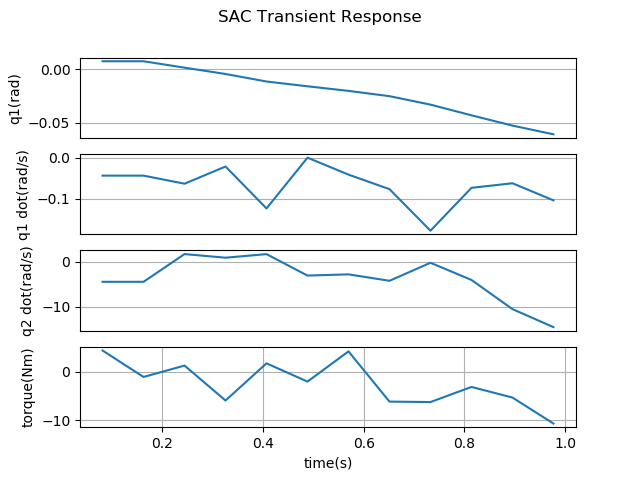 SAC Transient Response
q1(rad)
0.00
−0.05
q1 dot(rad/s)
0.0
−0.1
q2 dot(rad/s)
0
−10
torque(Nm)
0
−10
0.2 0.4 0.6 0.8 1.0
time(s)